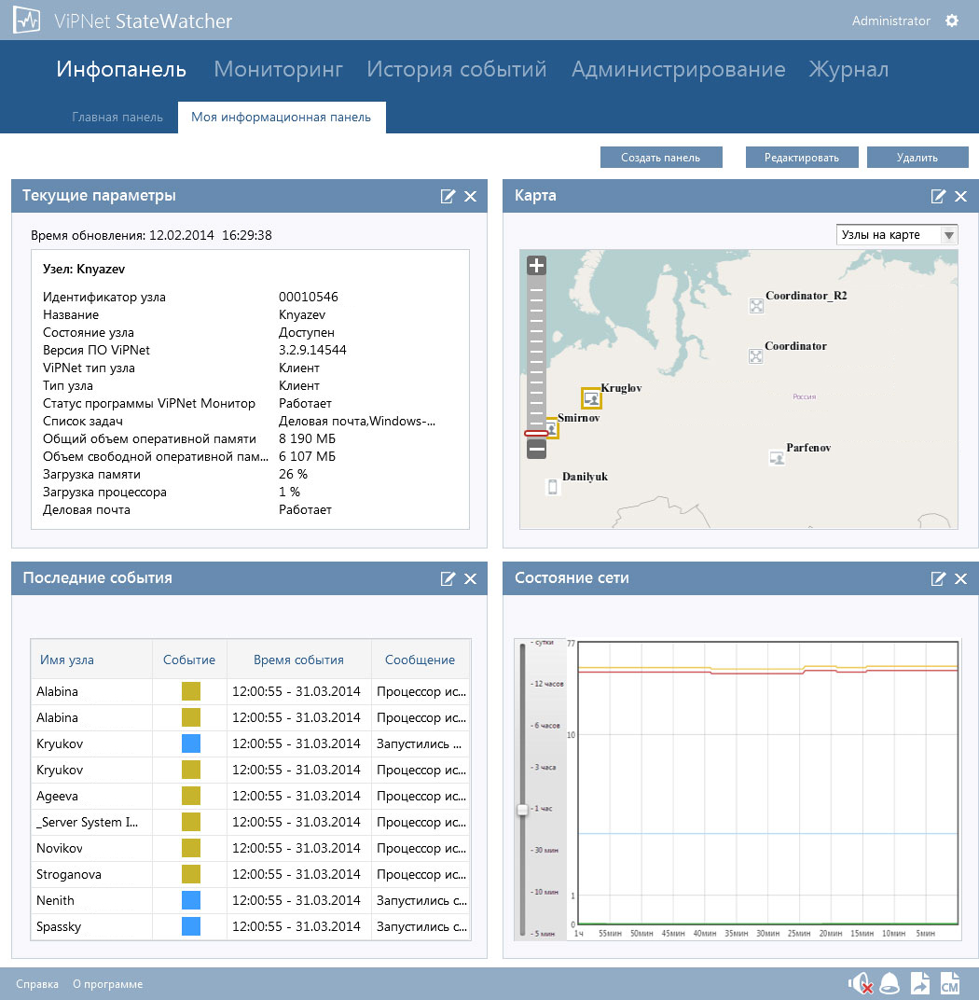 ViPNet StateWatcher
Administrator
Инфопанель Мониторинг История событий Администрирование Журнал
Главная панель Моя информационная панель
Создать панель Редактировать Удалить
Текущие параметры
Время обновления: 12.02.2014 16:29:38
Узел: Knyazev
Идентификатор узла 00010546
Название Knyazev
Состояние узла Доступен
Версия ПО ViPNet 3.2.9.14544
ViPNet тип узла Клиент
Тип узла Клиент
Статус программы ViPNet Монитор Работает
Список задач Деловая почта,Windows-...
Общий объем оперативной памяти 8 190 МБ
Объем свободной оперативной пам... 6 107 МБ
Загрузка памяти 26 %
Загрузка процессора 1 %
Деловая почта Работает
Карта
Узлы на карте
Coordinator_R2
Coordinator
Kruglov
Россия
Smirnov
Parfenov
Danilyuk
Последние события
Имя узла Событие Время события Сообщение
Alabina 12:00:55 - 31.03.2014 Процессор ис...
Alabina 12:00:55 - 31.03.2014 Процессор ис...
Kryukov 12:00:55 - 31.03.2014 Запустились ...
Kryukov 12:00:55 - 31.03.2014 Процессор ис...
Ageeva 12:00:55 - 31.03.2014 Процессор ис...
_Server System I... 12:00:55 - 31.03.2014 Процессор ис...
Novikov 12:00:55 - 31.03.2014 Процессор ис...
Stroganova 12:00:55 - 31.03.2014 Процессор ис...
Nenith 12:00:55 - 31.03.2014 Запустились с...
Spassky 12:00:55 - 31.03.2014 Запустились с...
Состояние сети
- сутки
- 12 часов
- 6 часов
- 3 часа
- 1 час
- 30 мин
- 10 мин
- 5 мин
77
10
1
0
1ч 55мин 50мин 45мин 40мин 35мин 30мин 25мин 20мин 15мин 10мин 5мин
Справка О программе
CM